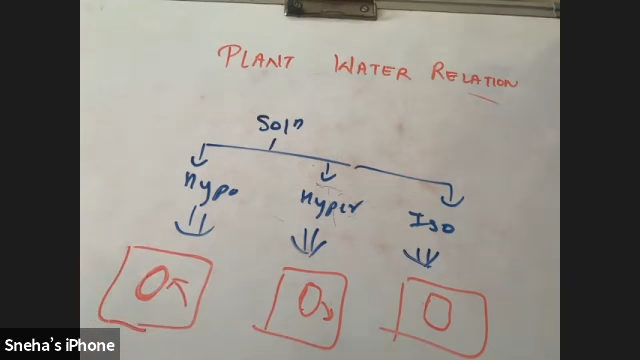 PLANT WATER RELATION
Soln
Hypo Hyper Iso
Sneha's iPhone